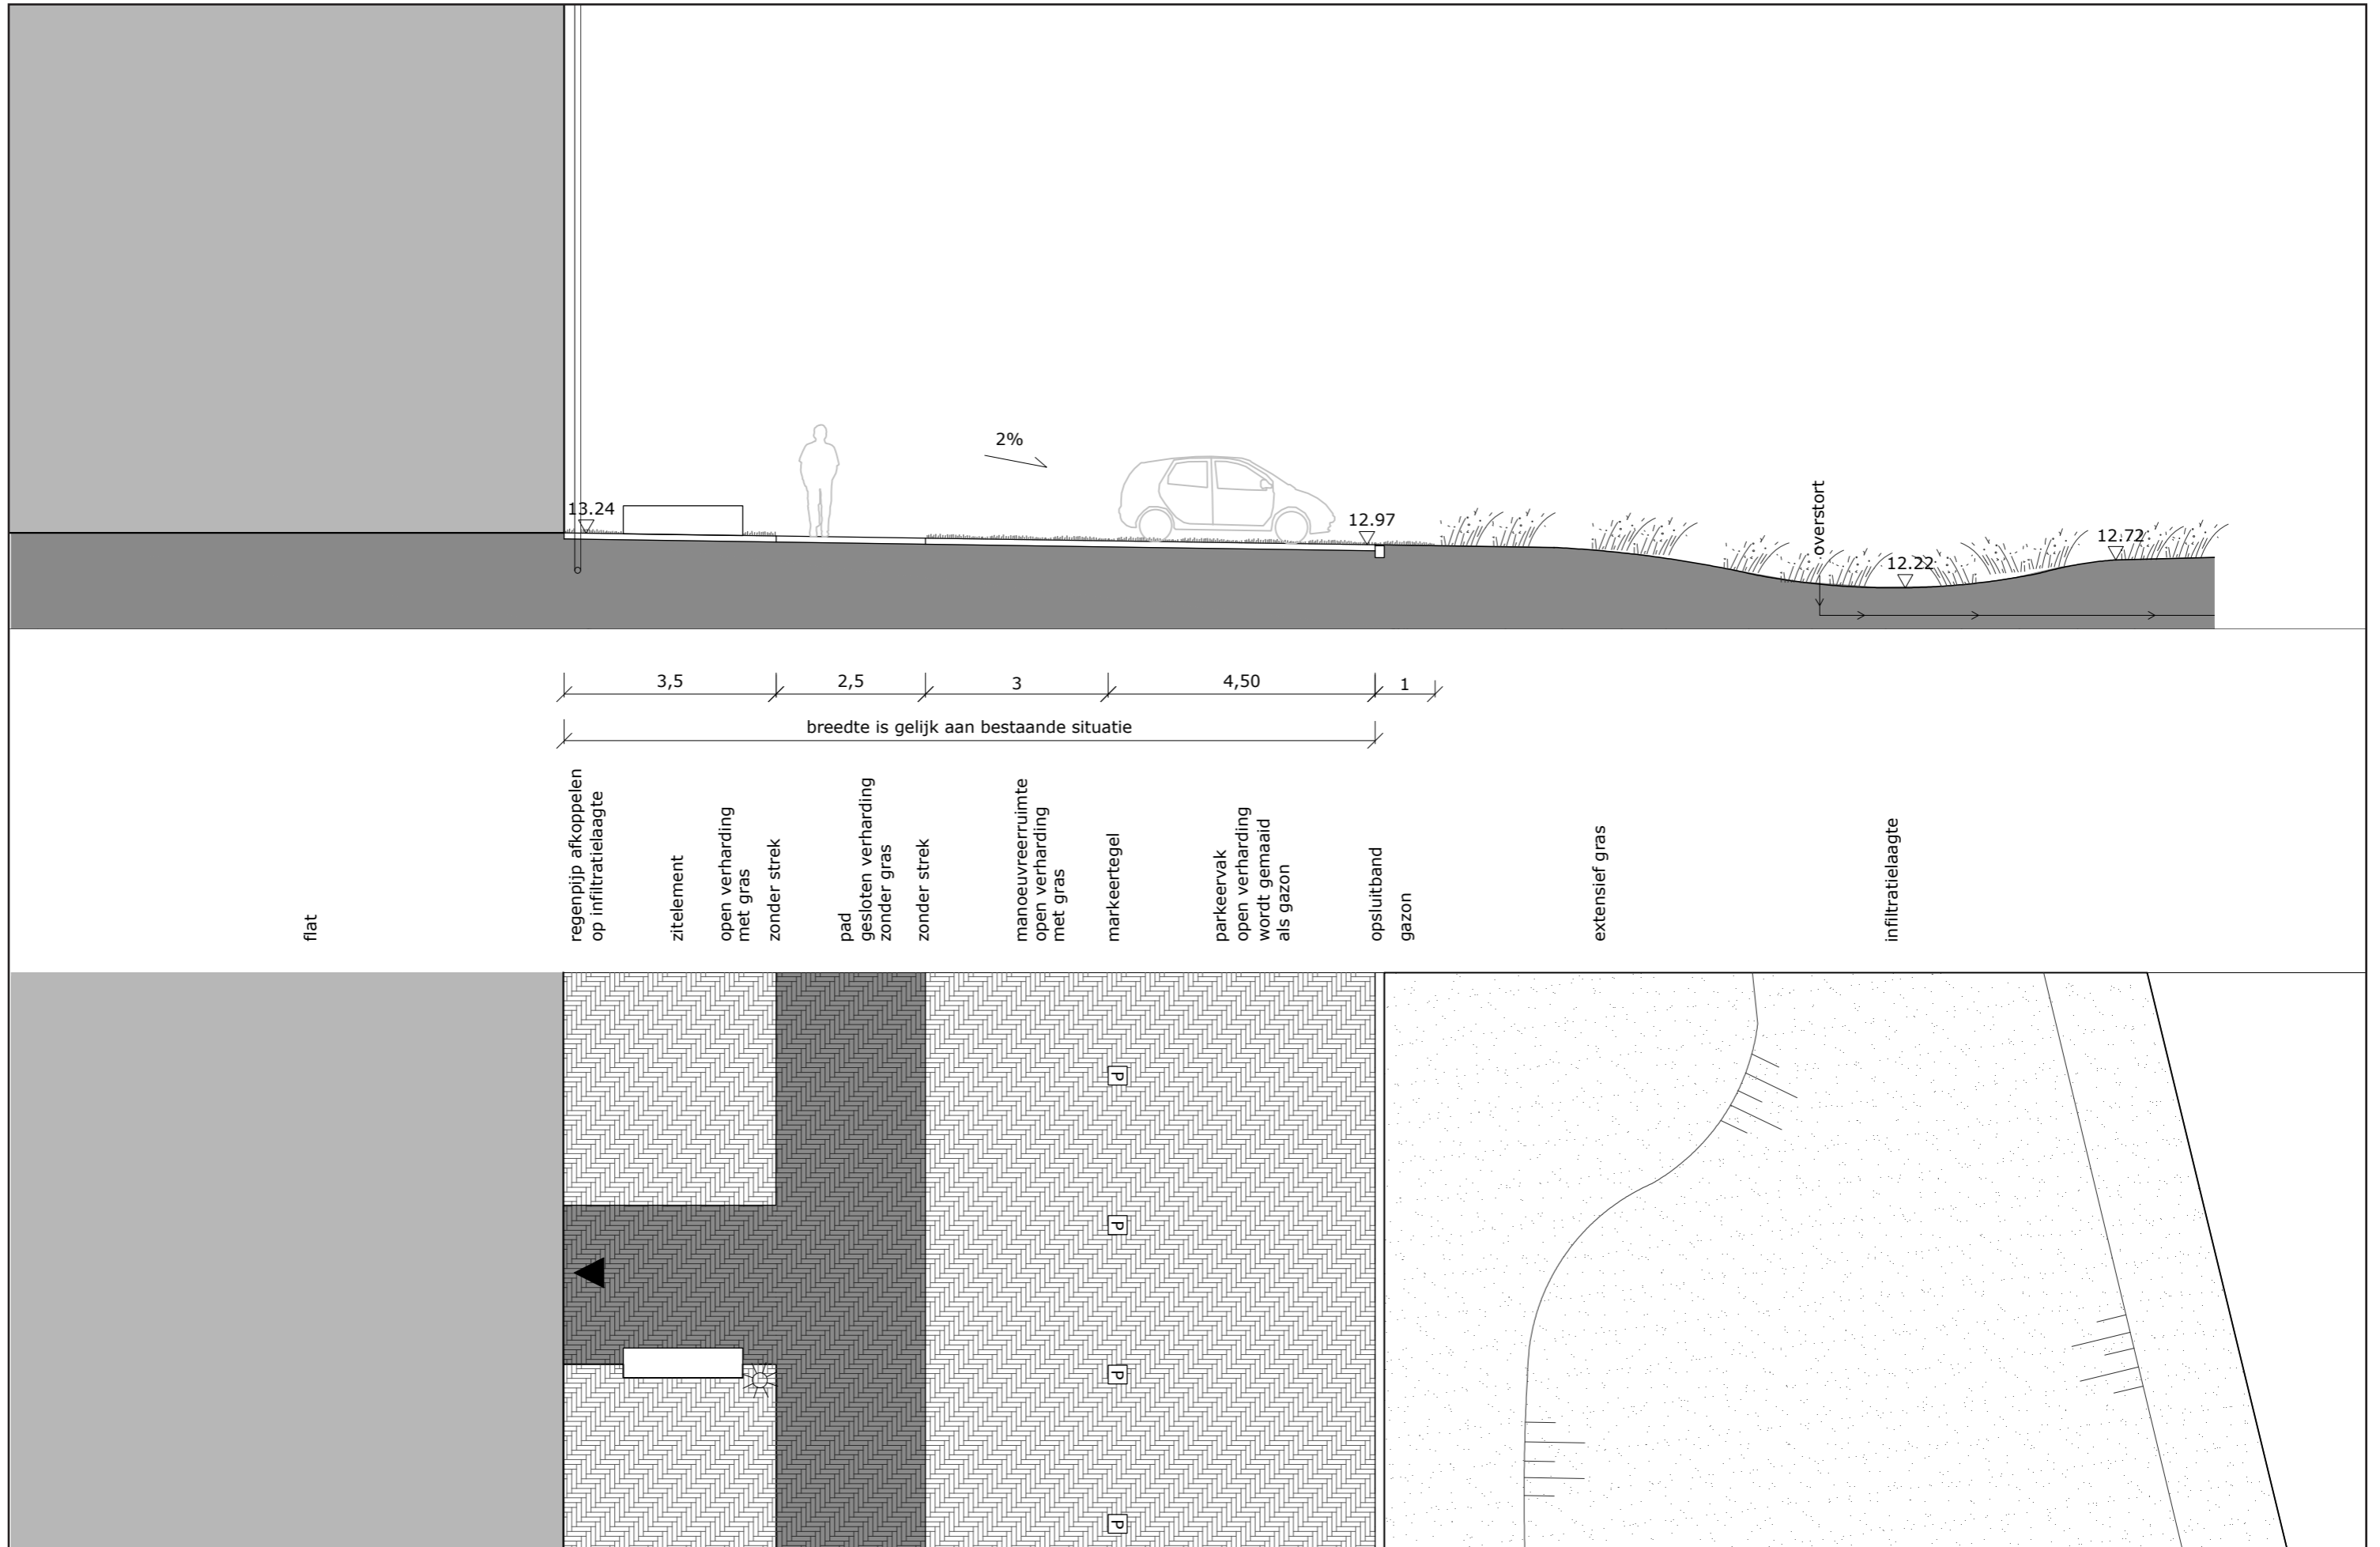 2%
13.24
12.97
overstort
12.22
12.72
3,5
2,5
3
4,50
1
breedte is gelijk aan bestaande situatie
flat
regenpijp afkoppelen
op infiltratielaagte
zitelement
open verharding
met gras
zonder strek
pad
gesloten verharding
zonder gras
zonder strek
manoeuvreerruimte
open verharding
met gras
markeertegel
parkeervak
open verharding
wordt gemaaid
als gazon
opsluitband
gazon
extensief gras
infiltratielaagte
P
P
P
P